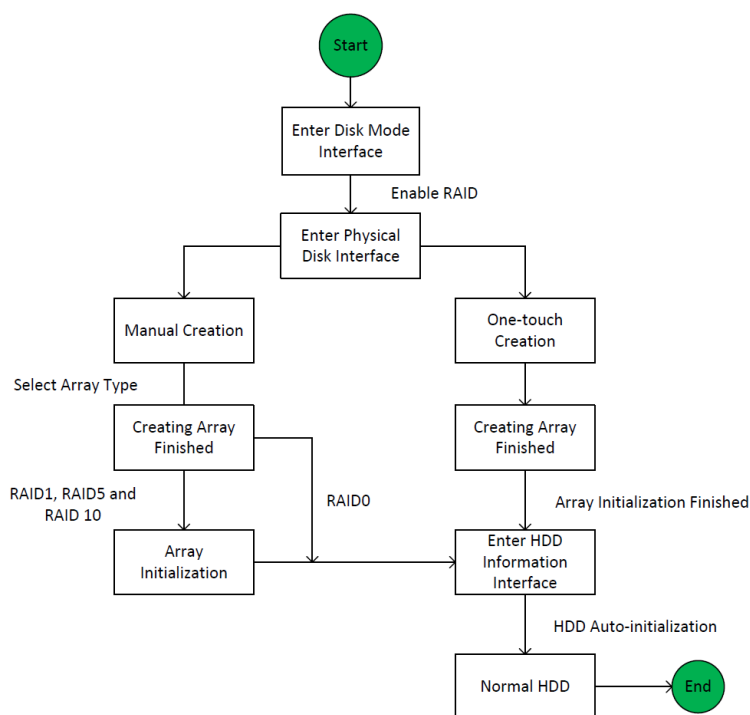 Start
Enter Disk Mode
Interface
Enable RAID
Enter Physical
Disk Interface
Manual Creation
One-touch
Creation
Select Array Type
Creating Array
Finished
Creating Array
Finished
RAID1, RAID5 and
RAID 10
RAID0
Array Initialization Finished
Array
Initialization
Enter HDD
Information
Interface
HDD Auto-initialization
Normal HDD
End